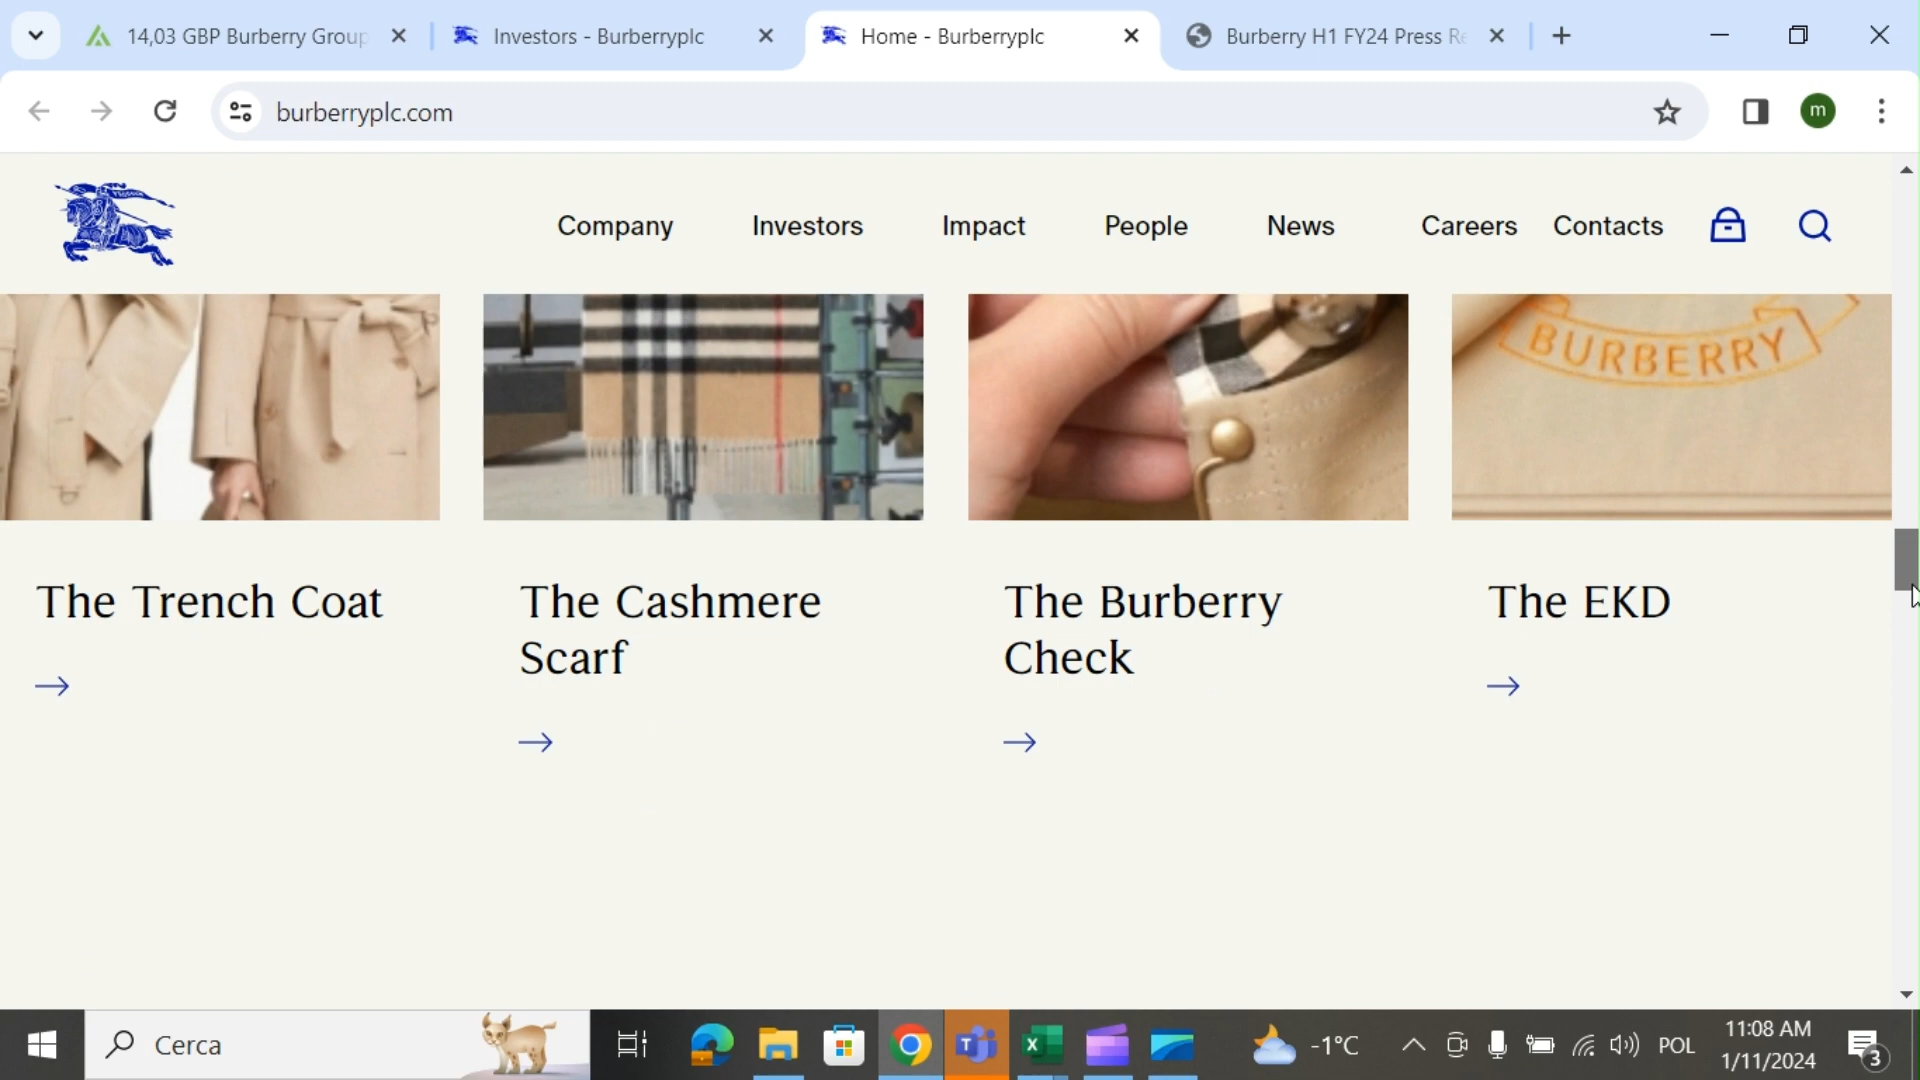 14,03 GBP Burberry Group
Investors - Burberryplc
Home - Burberryplc
Burberry H1 FY24 Press Re
burberryplc.com
m
Company
Investors
Impact
People
News
Careers
Contacts
BURBERRY
The Trench Coat
The Cashmere
Scarf
The Burberry
Check
The EKD
Cerca
-1°C
POL
11:08 AM
1/11/2024
3